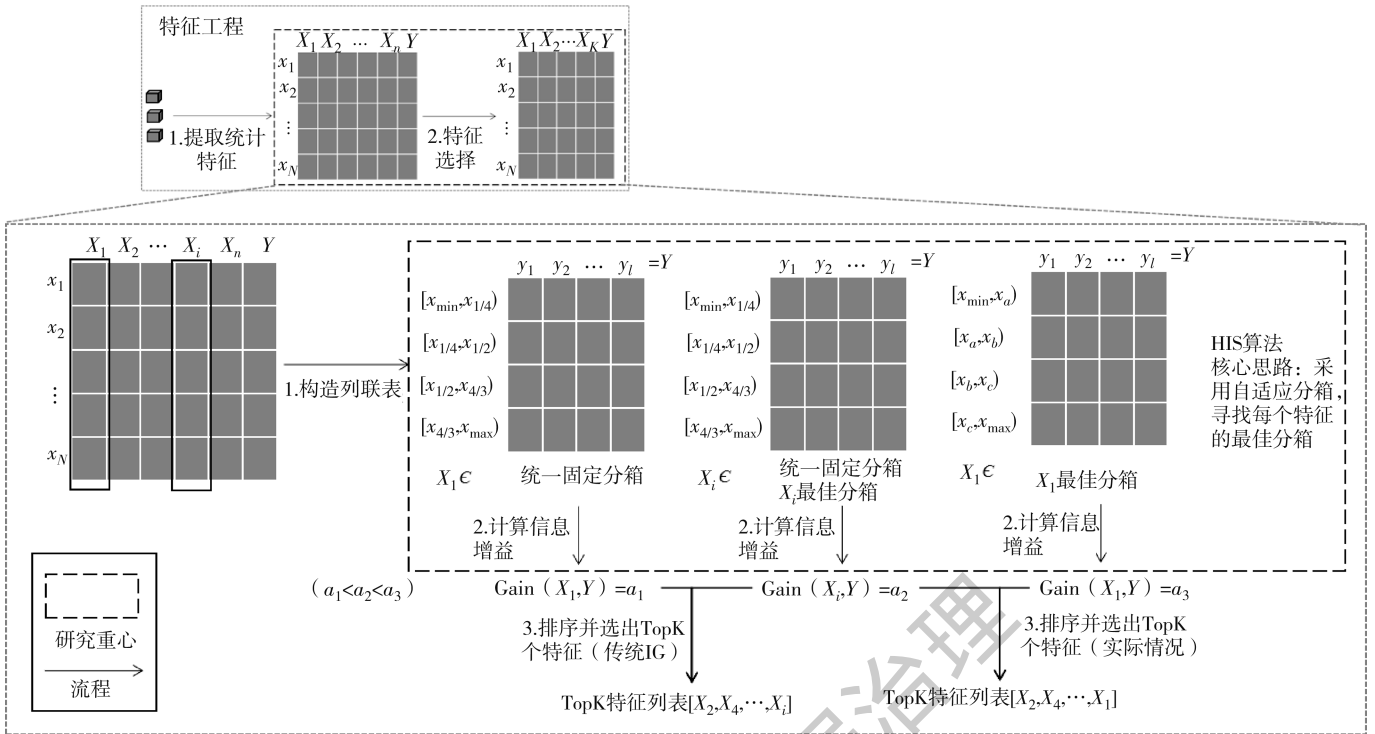 特征工程
X1 X2 ... Xn Y
x1
x2
⋮
xN
1.提取统计
特征
2.特征
选择
X1 X2...XK Y
x1
x2
⋮
xN
X1 X2 ... Xi Xn Y
x1
x2
⋮
xN
1.构造列联表
y1 y2 ... yl =Y
[xmin,x1/4)
[x1/4,x1/2)
[x1/2,x4/3)
[x4/3,xmax)
X1ϵ
统一固定分箱
2.计算信息
增益
y1 y2 ... yl =Y
[xmin,x1/4)
[x1/4,x1/2)
[x1/2,x4/3)
[x4/3,xmax)
Xiϵ
统一固定分箱
Xi最佳分箱
2.计算信息
增益
y1 y2 ... yl =Y
[xmin,xa)
[xa,xb)
[xb,xc)
[xc,xmax)
X1ϵ
X1最佳分箱
2.计算信息
增益
HIS算法
核心思路：采
用自适应分箱，
寻找每个特征
的最佳分箱
研究重心
流程
（a1<a2<a3）
Gain（X1,Y）=a1
Gain（Xi,Y）=a2
Gain（X1,Y）=a3
3.排序并选出TopK
个特征（传统IG）
TopK特征列表[X2,X4,…,Xi]
3.排序并选出TopK
个特征（实际情况）
TopK特征列表[X2,X4,…,X1]
治理